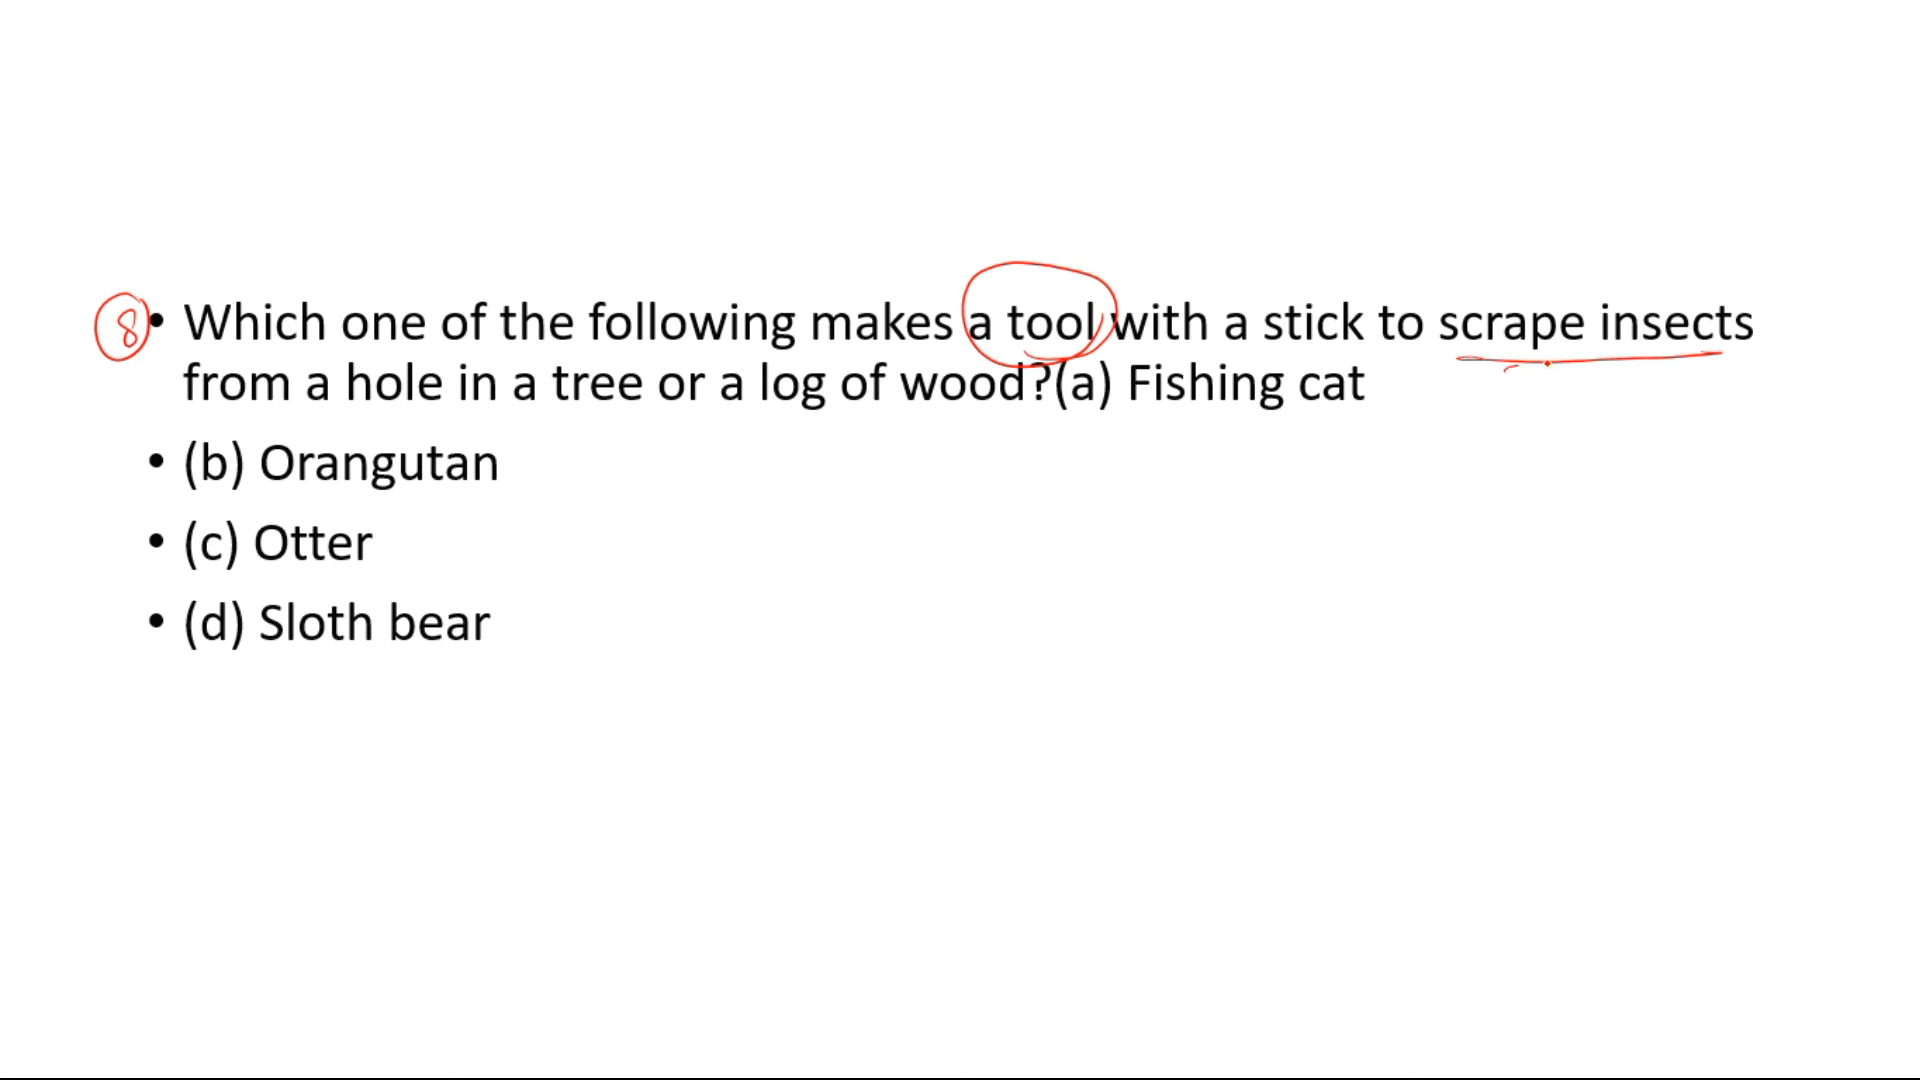 8 • Which one of the following makes a tool with a stick to scrape insects
from a hole in a tree or a log of wood?(a) Fishing cat
• (b) Orangutan
• (c) Otter
• (d) Sloth bear